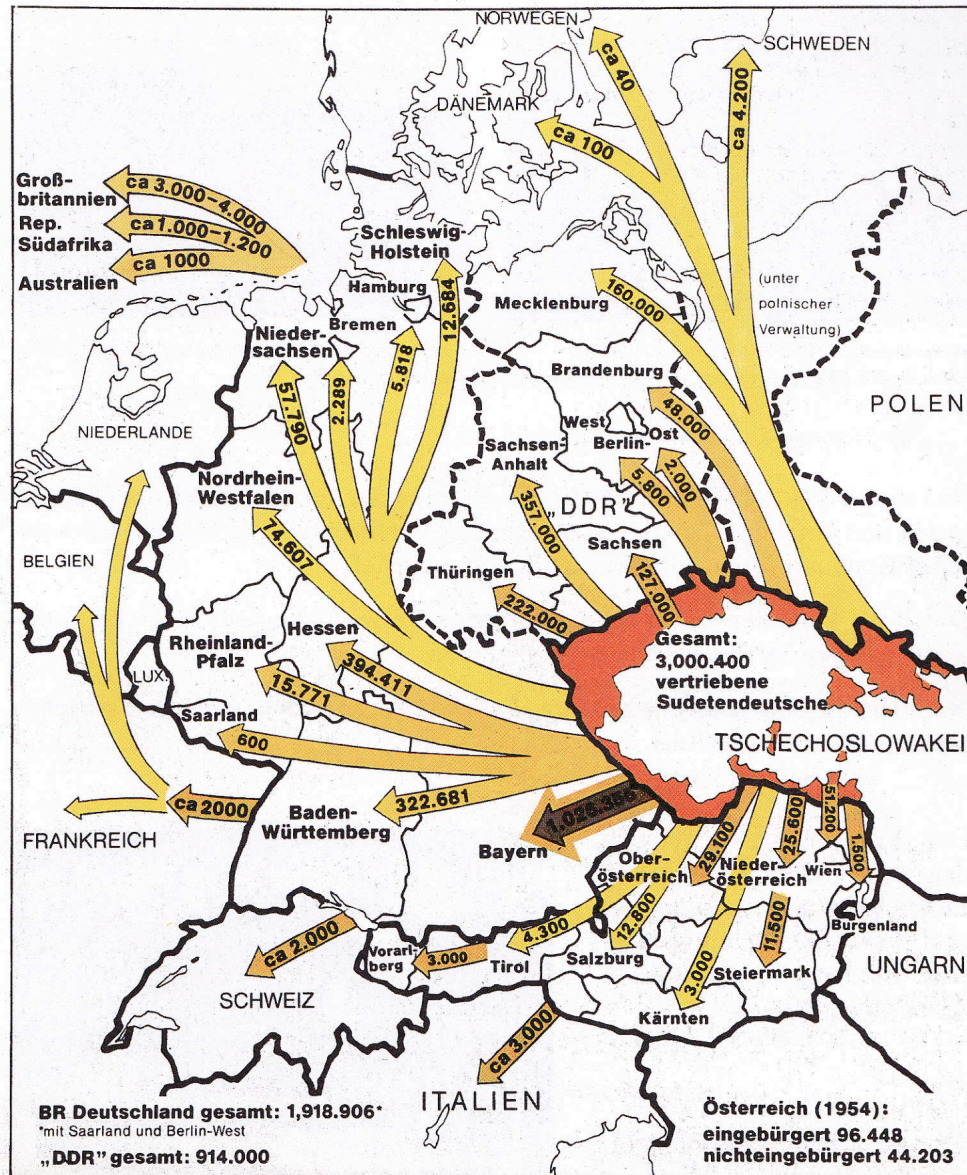 NORWEGEN
SCHWEDEN
ca 40
ca 4.200
DÄNEMARK
ca 100
Groß-
britannien
ca 3.000–4.000
Rep.
Südafrika
ca 1.000–1.200
Australien
ca 1000
Schleswig-
Holstein
Hamburg
12.684
Mecklenburg
160.000
(unter
polnischer
Verwaltung)
Bremen
Nieder-
sachsen
5.818
57.790
2.289
Brandenburg
48.000
POLEN
NIEDERLANDE
West
Ost
Berlin-
Sachsen-
Anhalt
5.800
2.000
Nordrhein-
Westfalen
74.607
357.000
„DDR”
Sachsen
127.000
BELGIEN
Thüringen
222.000
LUX.
Rheinland-
Pfalz
Hessen
394.411
15.771
Saarland
600
Gesamt:
3,000.400
vertriebene
Sudetendeutsche
TSCHECHOSLOWAKEI
FRANKREICH
ca 2000
Baden-
Württemberg
322.681
Bayern
Ober-
österreich
29.100
Nieder-
österreich
25.600
51.200
Wien
1.500
Burgenland
UNGARN
4.300
12.800
3.000
11.500
ca 2.000
SCHWEIZ
Vorarl-
berg
3.000
Tirol
Salzburg
Steiermark
Kärnten
ca 3.000
ITALIEN
BR Deutschland gesamt: 1,918.906*
*mit Saarland und Berlin-West
„DDR” gesamt: 914.000
Österreich (1954):
eingebürgert 96.448
nichteingebürgert 44.203